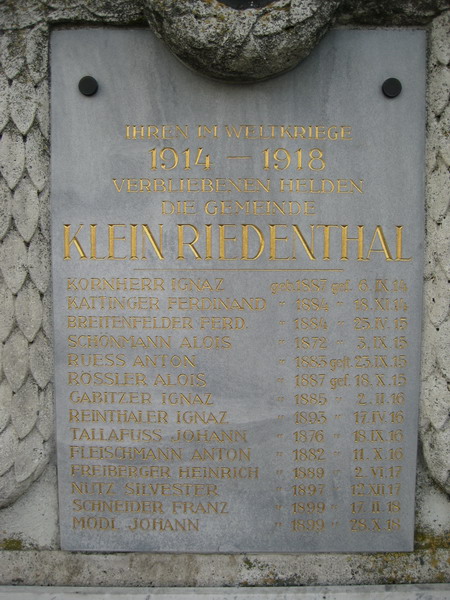 IHREN IM WELTKRIEGE
1914 — 1918
VERBLIEBENEN HELDEN
DIE GEMEINDE
KLEIN RIEDENTHAL
KORNHERR IGNAZ geb. 1887 gef. 6. IX. 14
KATTINGER FERDINAND " 1884 " 18. XI. 14
BREITENFELDER FERD. " 1884 " 25. IV. 15
SCHÖNMANN ALOIS " 1872 " 3. IX. 15
RUESS ANTON " 1883 gest. 23. IX. 15
RÖSSLER ALOIS " 1887 gef. 18. X. 15
GABITZER IGNAZ " 1885 " 2. II. 16
REINTHALER IGNAZ " 1893 " 17. IV. 16
TALLAFUSS JOHANN " 1876 " 18. IX. 16
FLEISCHMANN ANTON " 1882 " 11. X. 16
FREIBERGER HEINRICH " 1889 " 2. VI. 17
NUTZ SILVESTER " 1897 " 12. XII. 17
SCHNEIDER FRANZ " 1899 " 17. II. 18
MÖDL JOHANN " 1899 " 28. X. 18